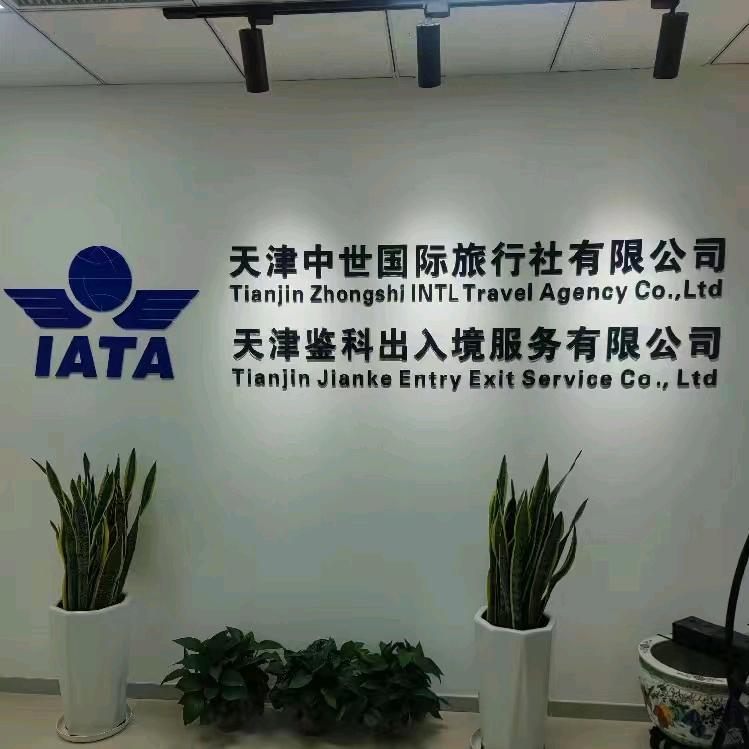 IATA
天津中世国际旅行社有限公司
Tianjin Zhongshi INTL Travel Agency Co.,Ltd
天津鉴科出入境服务有限公司
Tianjin Jianke Entry Exit Service Co., Ltd